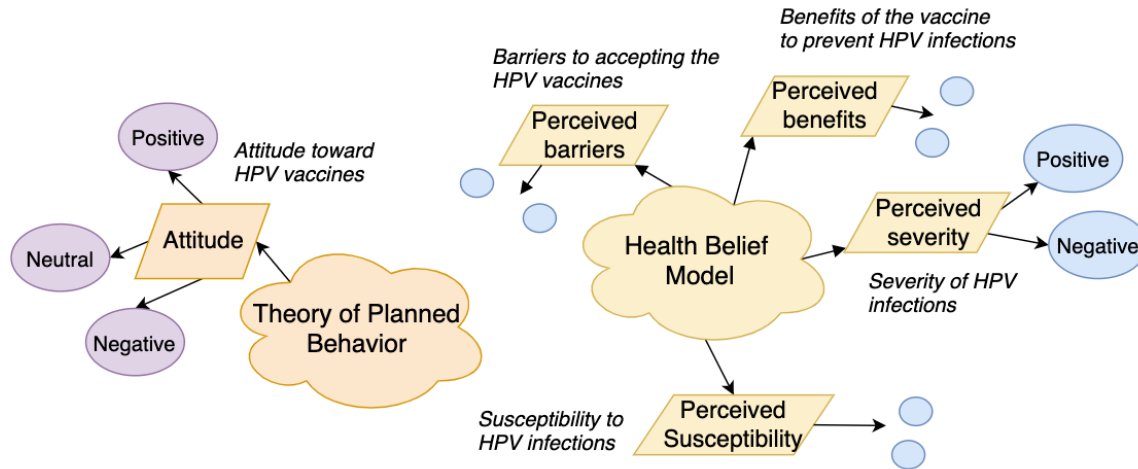 Positive
Attitude toward
HPV vaccines
Attitude
Neutral
Negative
Theory of Planned
Behavior
Barriers to accepting the
HPV vaccines
Perceived
barriers
Benefits of the vaccine
to prevent HPV infections
Perceived
benefits
Health Belief
Model
Perceived
severity
Positive
Negative
Severity of HPV
infections
Susceptibility to
HPV infections
Perceived
Susceptibility